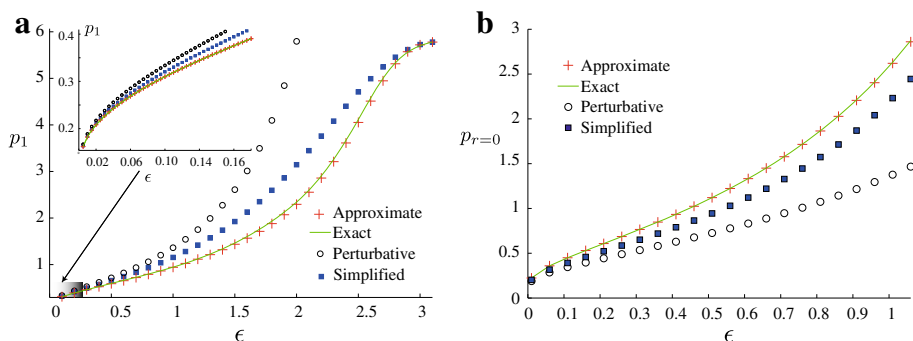 a
6
5
4
3
2
1
p1
0
0.5
1
1.5
2
2.5
3
ϵ
p1
0.4
0.3
0.2
0.02
0.06
0.10
0.14
0.18
ϵ
Approximate
Exact
Perturbative
Simplified
b
3
2.5
2
1.5
1
0.5
0
p_{r=0}
0
0.1
0.2
0.3
0.4
0.5
0.6
0.7
0.8
0.9
1
ϵ
Approximate
Exact
Perturbative
Simplified